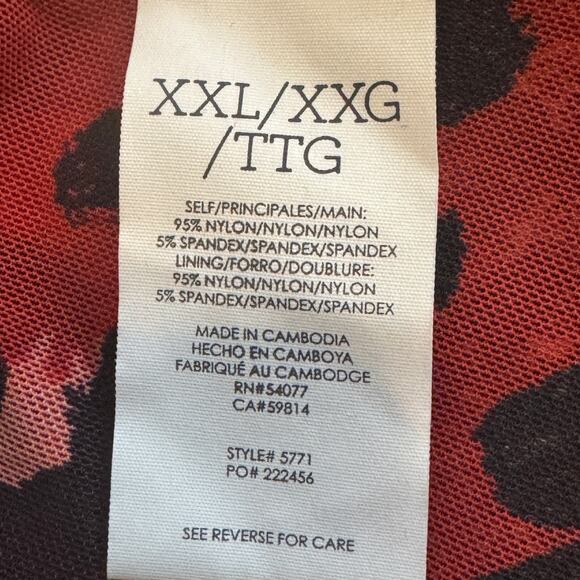 XXL/XXG
/TTG
SELF/PRINCIPALES/MAIN:
95% NYLON/NYLON/NYLON
5% SPANDEX/SPANDEX/SPANDEX
LINING/FORRO/DOUBLURE:
95% NYLON/NYLON/NYLON
5% SPANDEX/SPANDEX/SPANDEX
MADE IN CAMBODIA
HECHO EN CAMBOYA
FABRIQUÉ AU CAMBODGE
RN#54077
CA#59814
STYLE# 5771
PO# 222456
SEE REVERSE FOR CARE